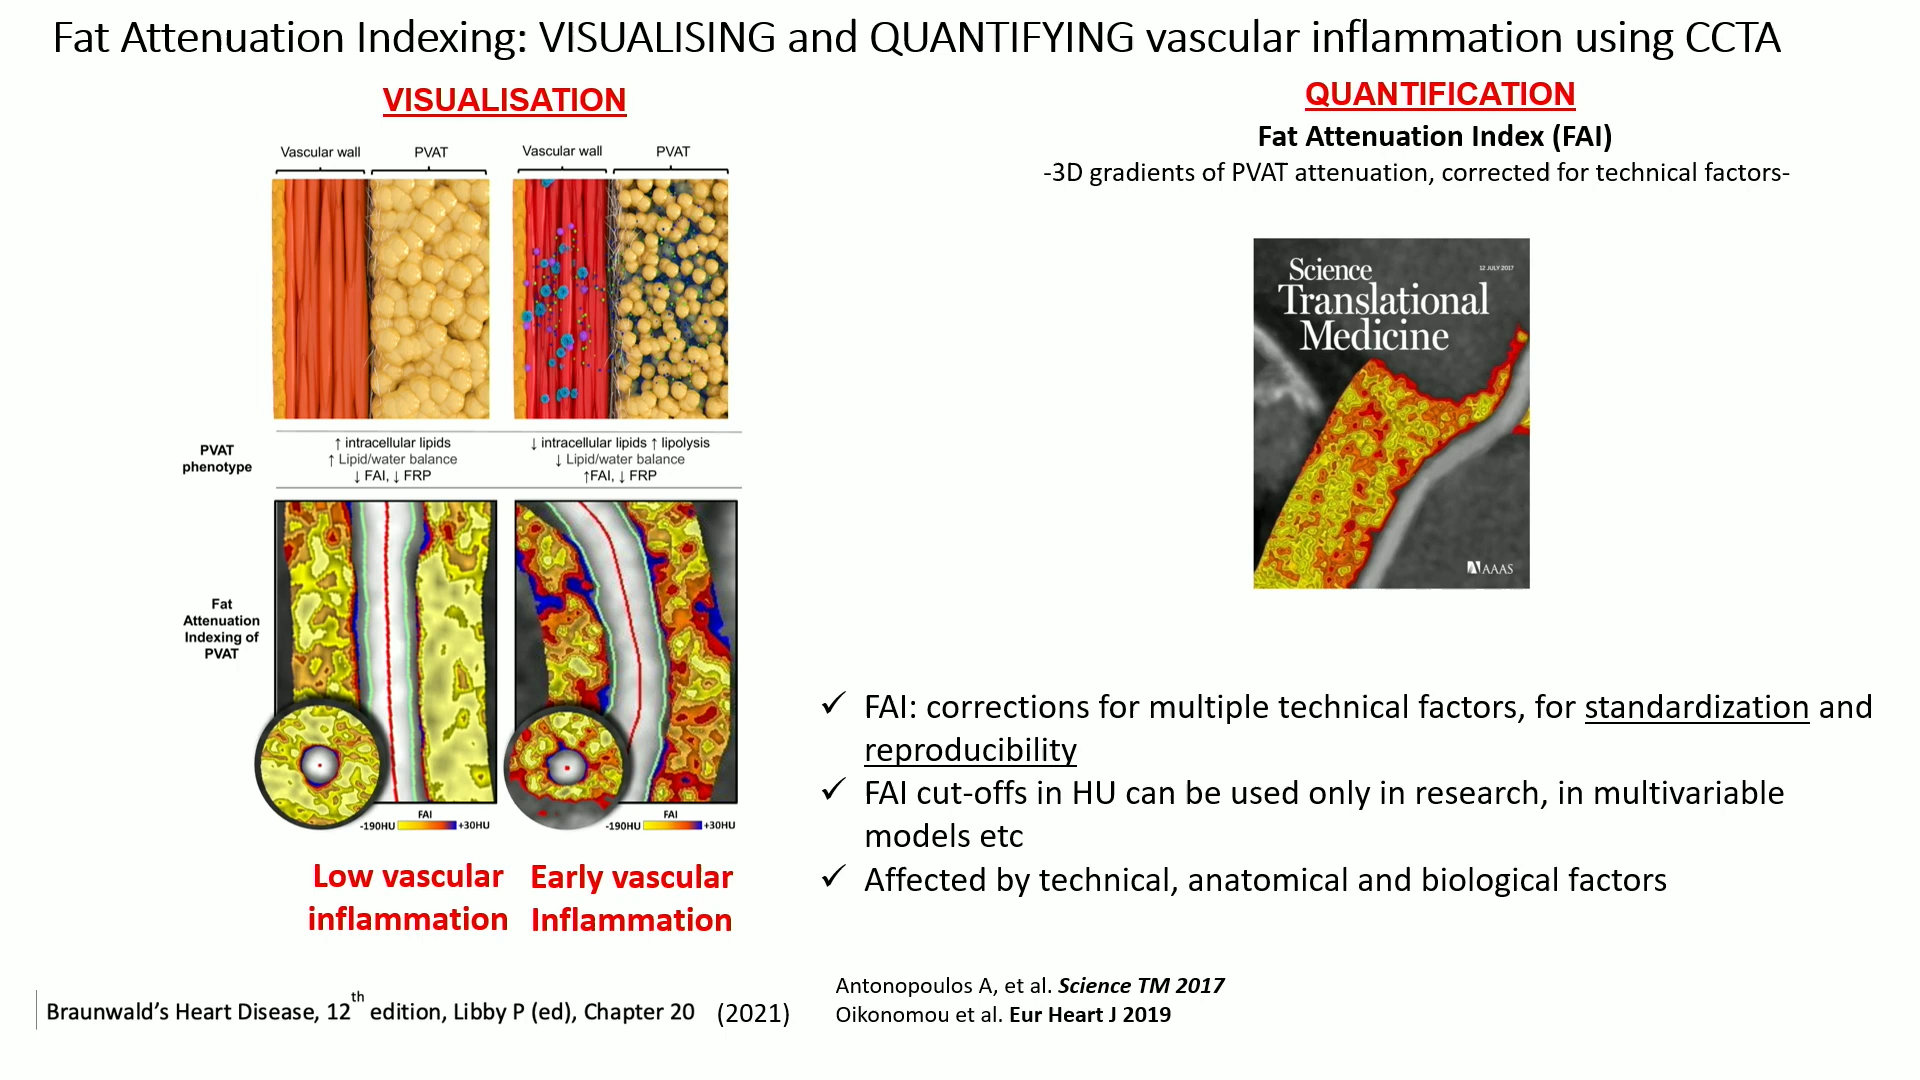 Fat Attenuation Indexing: VISUALISING and QUANTIFYING vascular inflammation using CCTA
VISUALISATION
Vascular wall PVAT
Vascular wall PVAT
PVAT
phenotype
↑ intracellular lipids
↑ Lipid/water balance
↓ FAI, ↓ FRP
↓ intracellular lipids ↑ lipolysis
↓ Lipid/water balance
↑FAI, ↓ FRP
Fat
Attenuation
Indexing of
PVAT
FAI
-190HU +30HU
FAI
-190HU +30HU
Low vascular
inflammation
Early vascular
Inflammation
QUANTIFICATION
Fat Attenuation Index (FAI)
-3D gradients of PVAT attenuation, corrected for technical factors-
Science
12 JULY 2017
Translational
Medicine
AAAS
✓ FAI: corrections for multiple technical factors, for standardization and
reproducibility
✓ FAI cut-offs in HU can be used only in research, in multivariable
models etc
✓ Affected by technical, anatomical and biological factors
Braunwald's Heart Disease, 12th edition, Libby P (ed), Chapter 20 (2021)
Antonopoulos A, et al. Science TM 2017
Oikonomou et al. Eur Heart J 2019